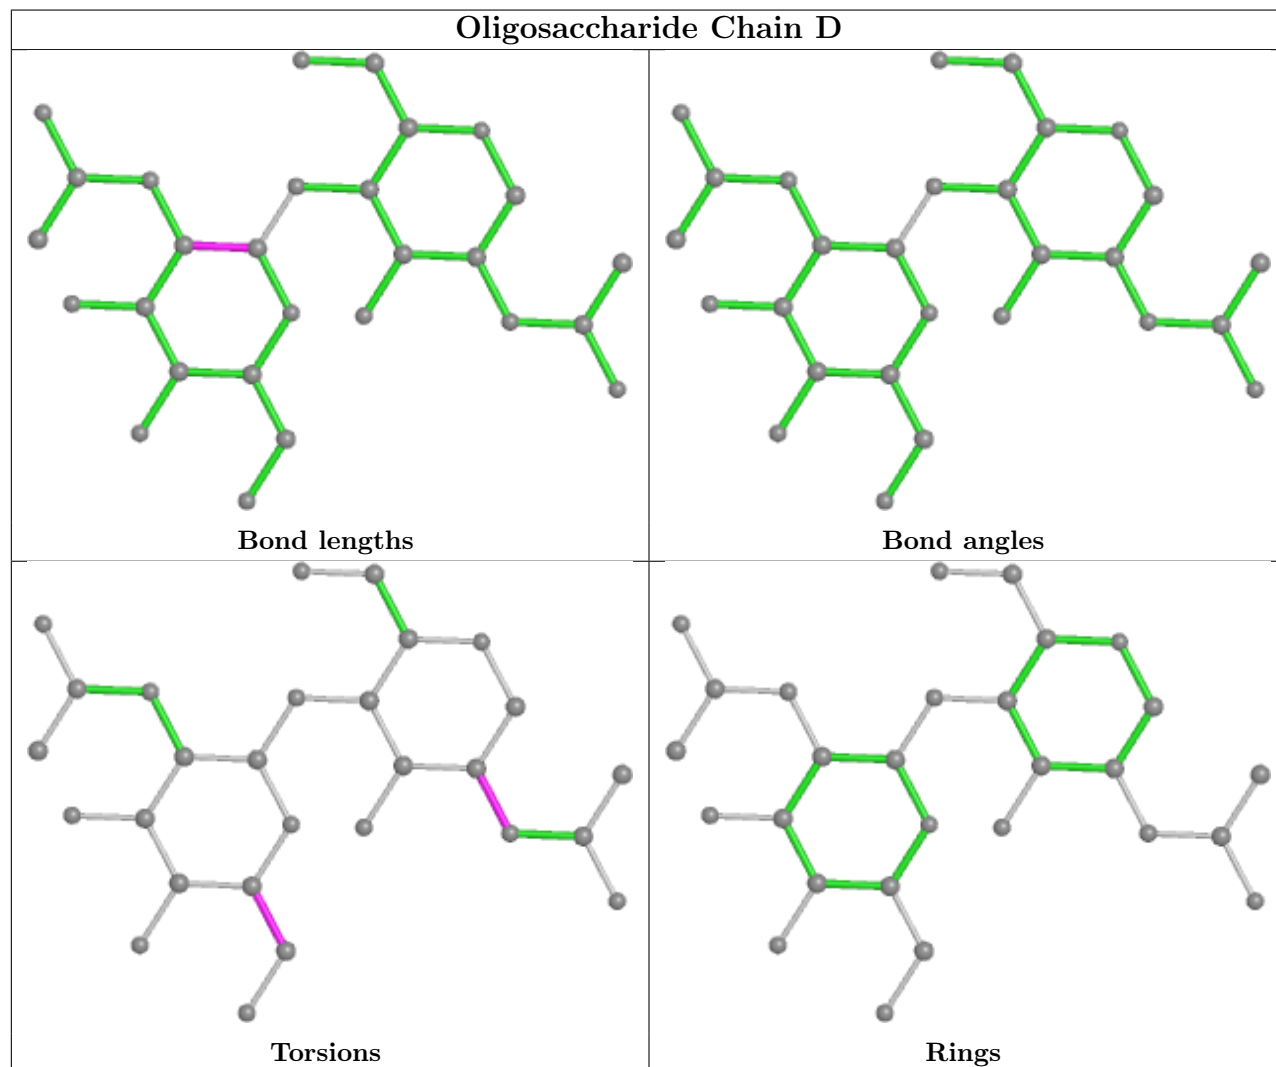 Oligosaccharide Chain D
Bond lengths
Bond angles
Torsions
Rings